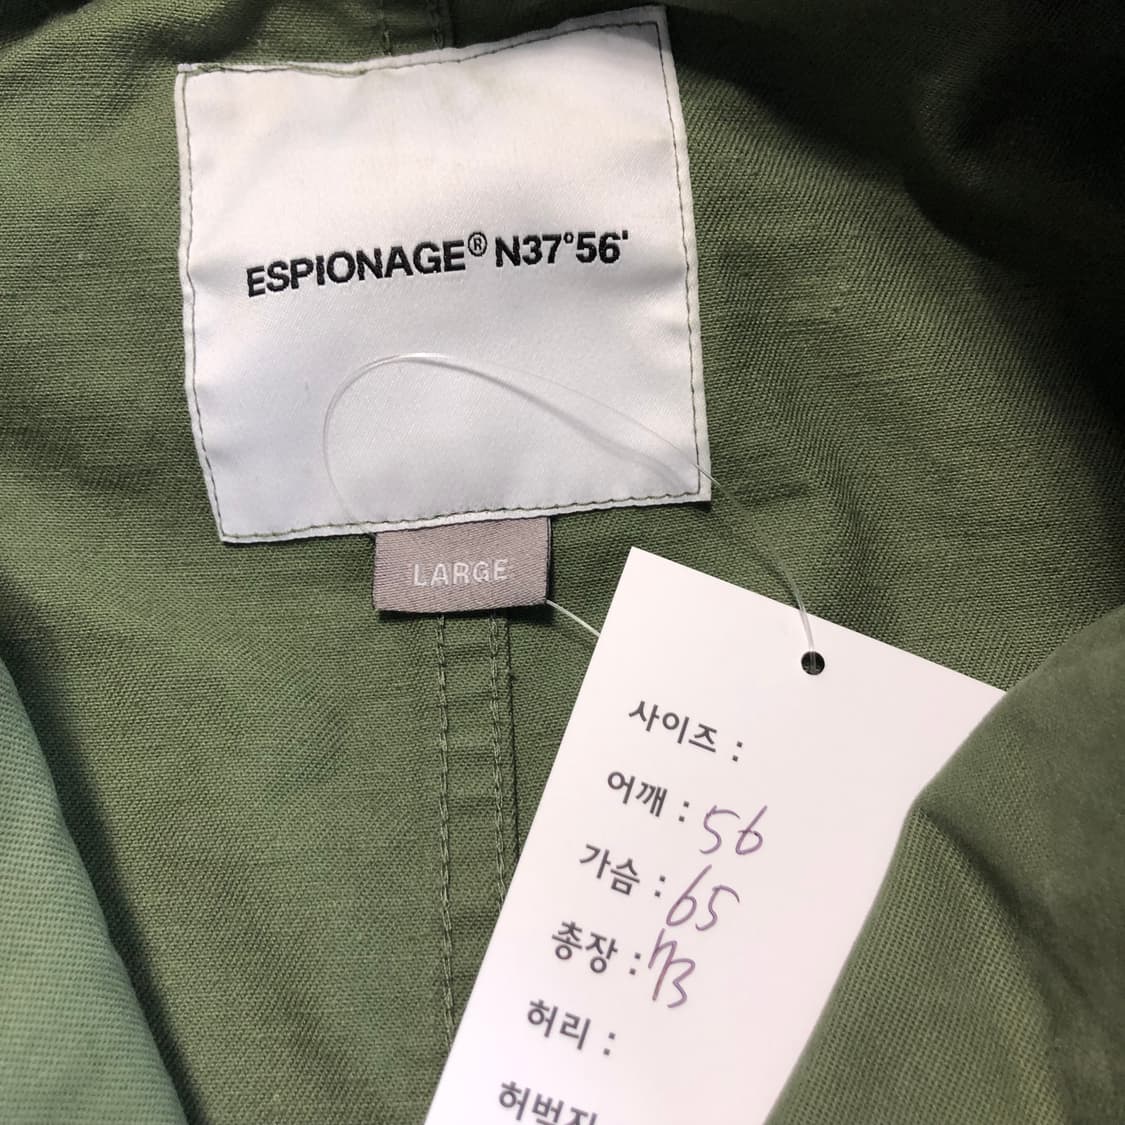 ESPIONAGE® N37°56'
LARGE
사이즈 :
어깨 : 56
가슴 : 65
총장 : 73
허리 :